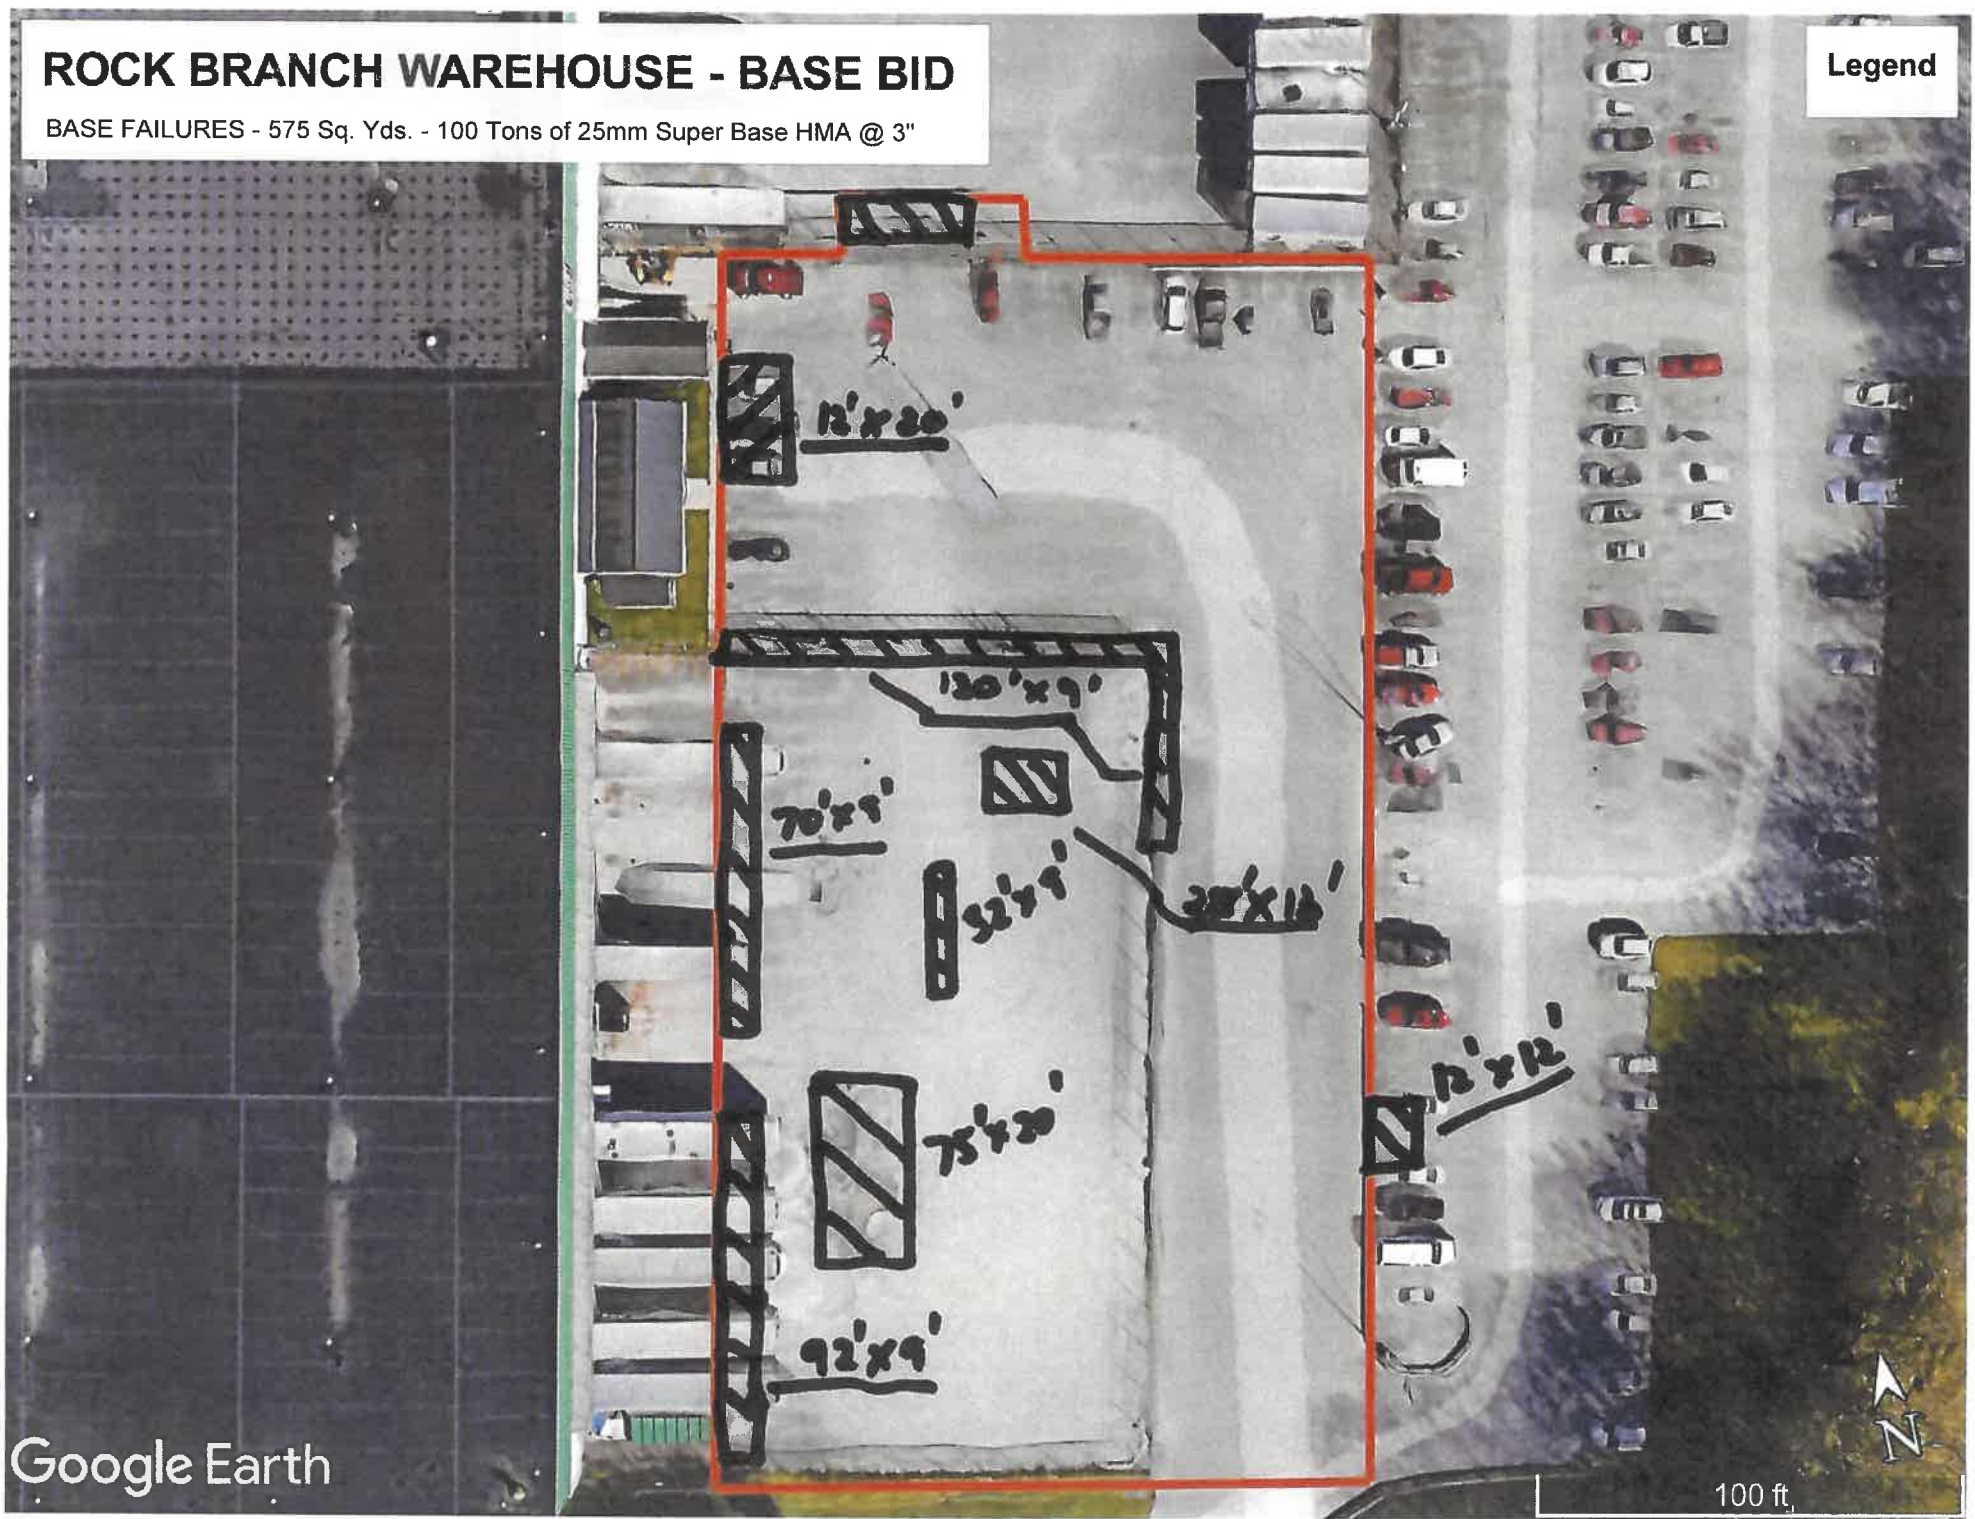 ROCK BRANCH WAREHOUSE - BASE BID
BASE FAILURES - 575 Sq. Yds. - 100 Tons of 25mm Super Base HMA @ 3"
Legend
12'x20'
120'x9'
70'x9'
32'x9'
12'x12'
75'x20'
92'x9'
Google Earth
N
100 ft